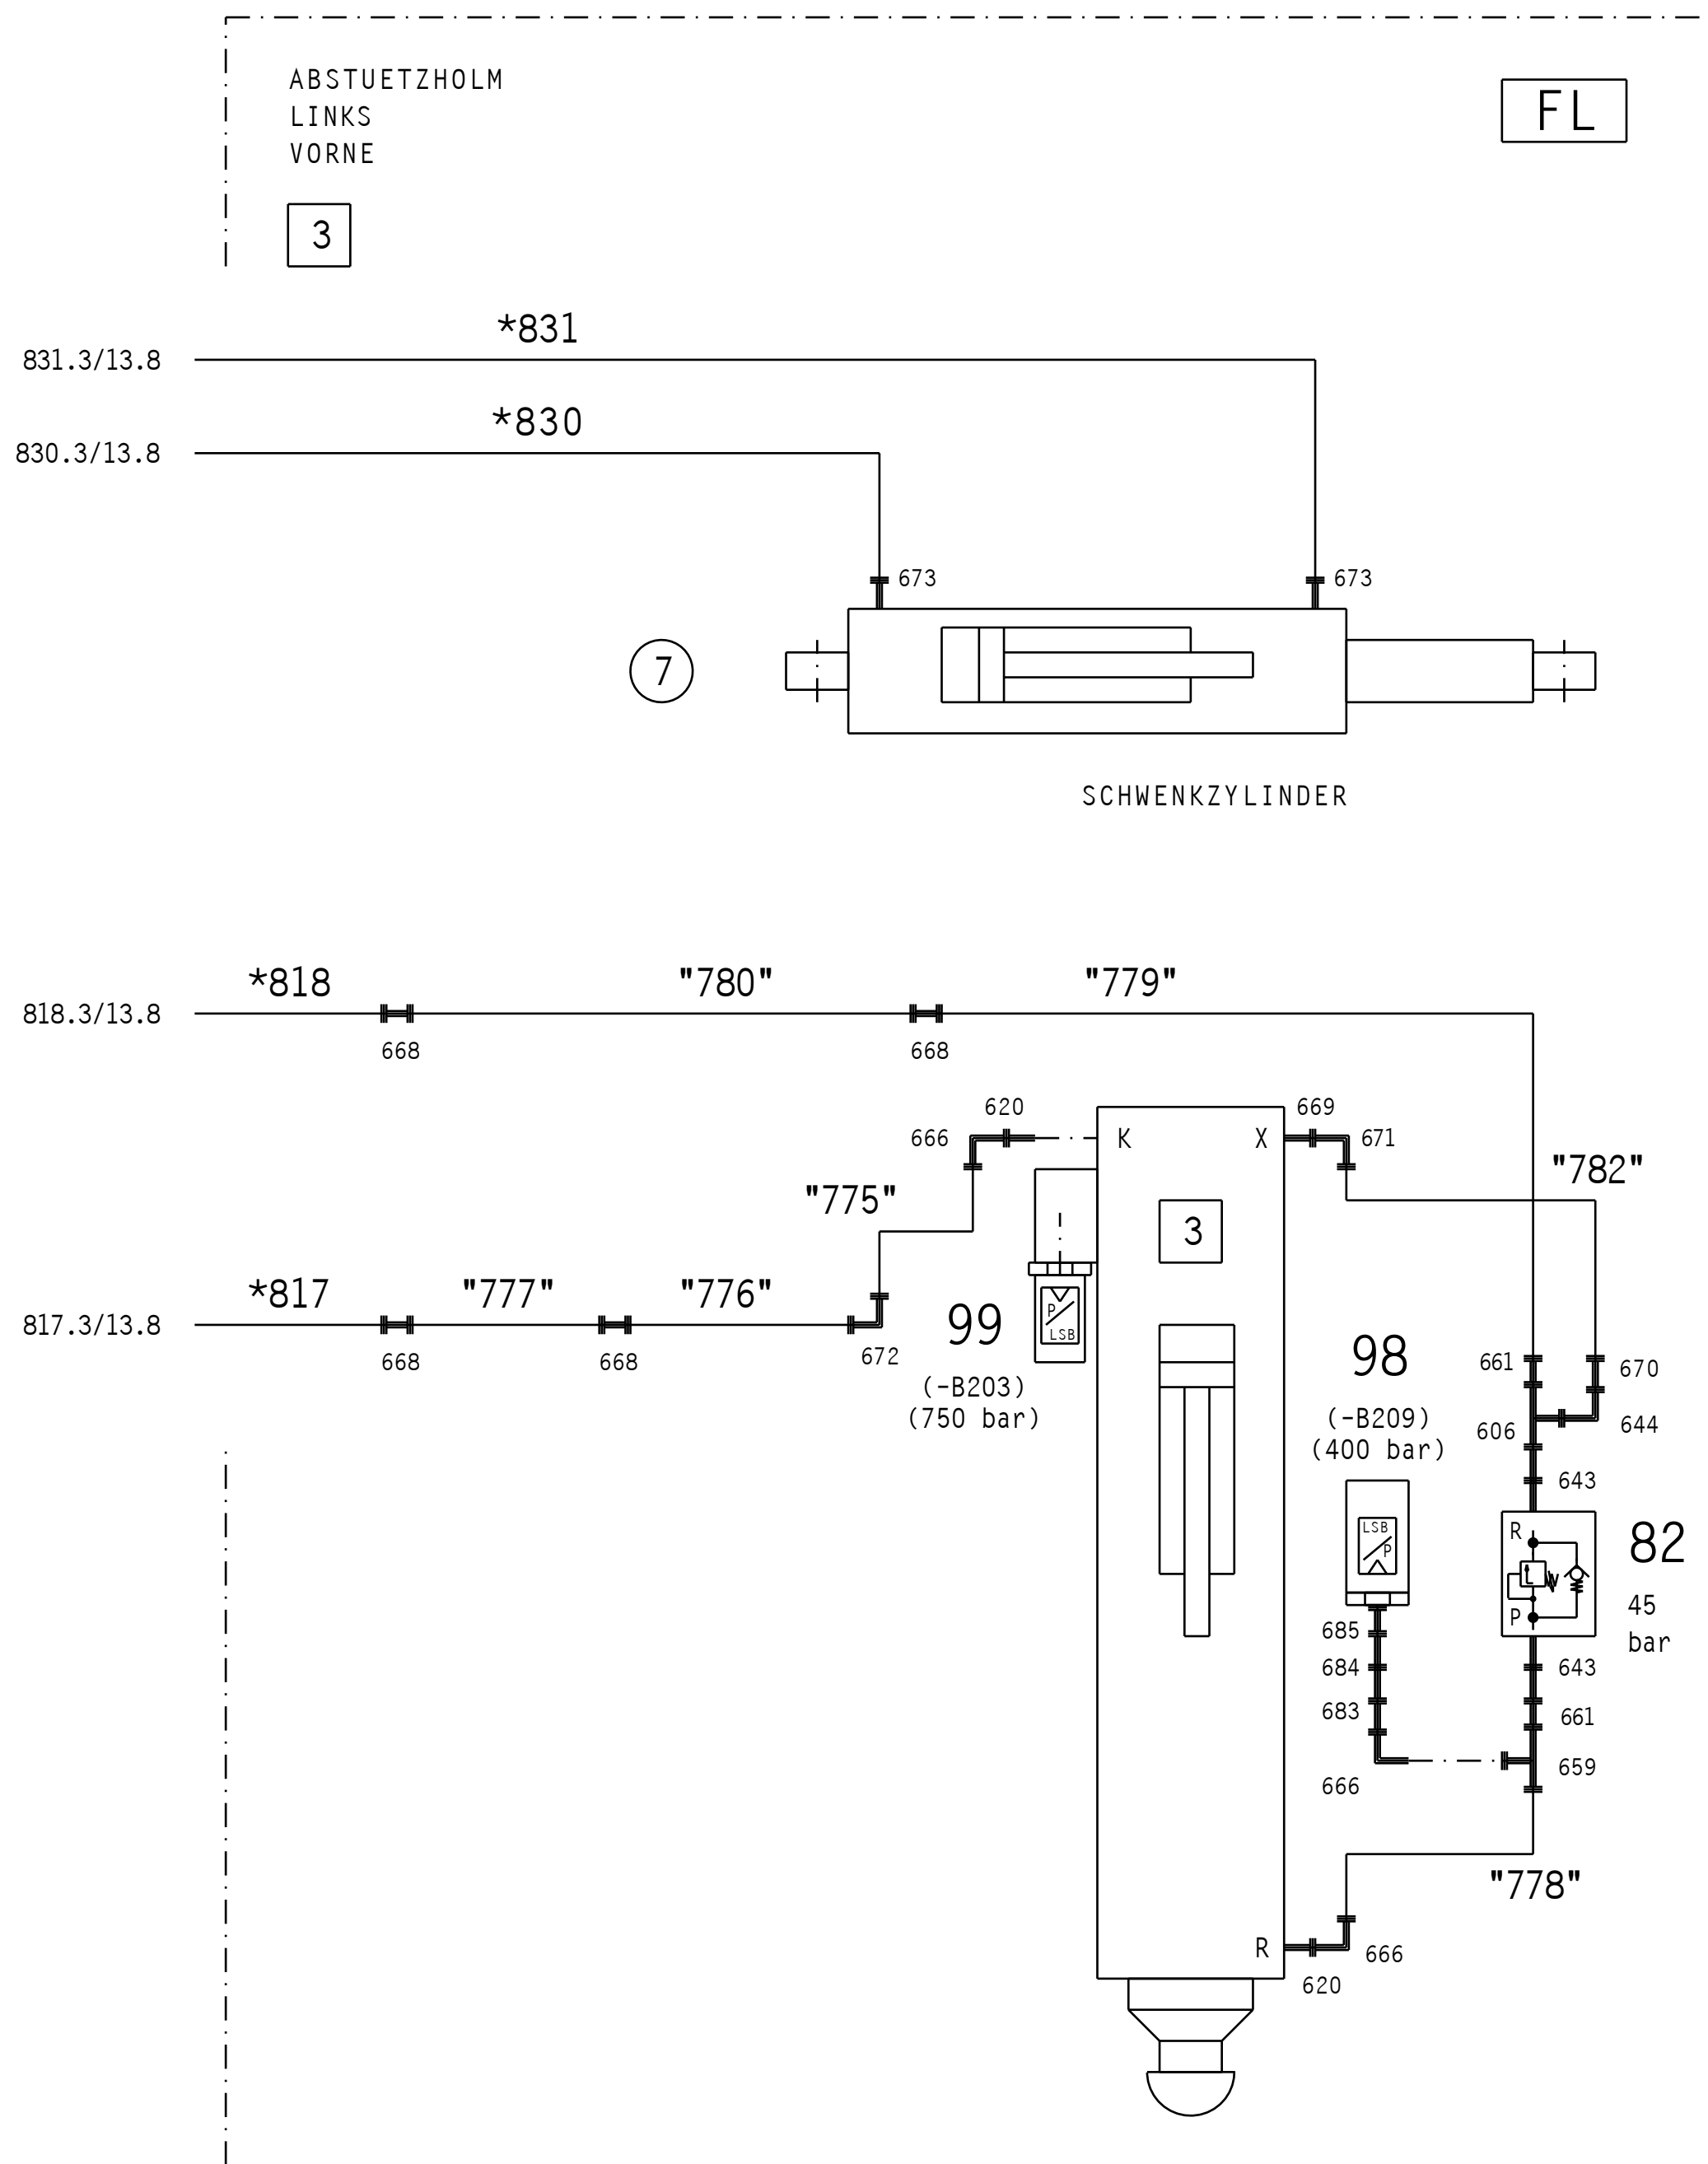 ABSTUETZHOLM
LINKS
VORNE
FL
3
*831
831.3/13.8
*830
830.3/13.8
673
673
7
SCHWENKZYLINDER
*818
"780"
"779"
818.3/13.8
668
668
620
669
666
K
X
671
"782"
"775"
3
*817
"777"
"776"
817.3/13.8
668
668
672
99
P
LSB
(-B203)
(750 bar)
98
(-B209)
(400 bar)
661
670
606
644
643
LSB
P
R
P
82
45
bar
685
684
683
666
643
661
659
"778"
R
666
620